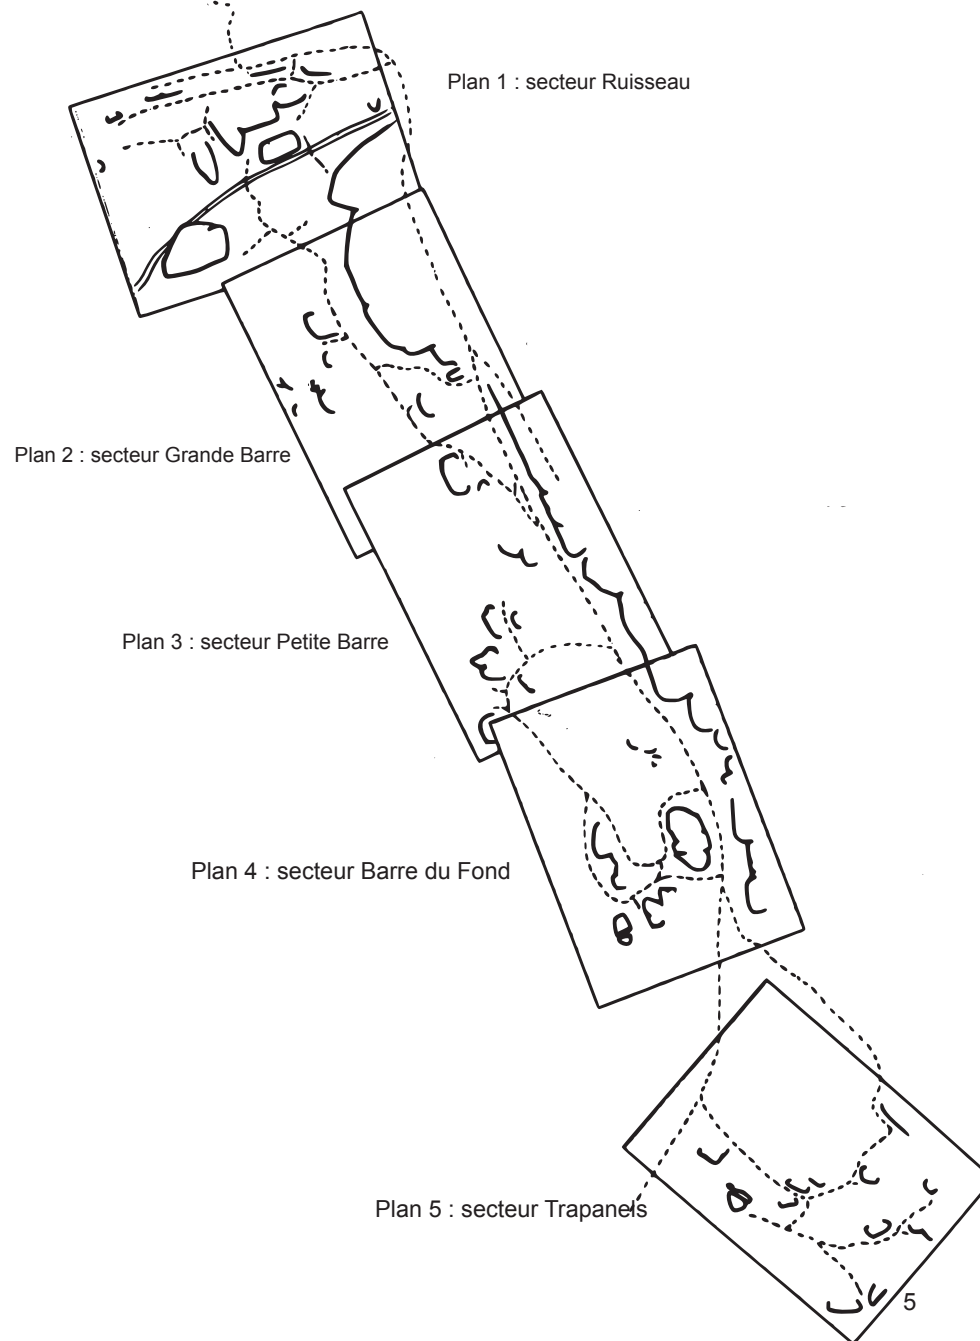 Plan 1 : secteur Ruisseau
Plan 2 : secteur Grande Barre
Plan 3 : secteur Petite Barre
Plan 4 : secteur Barre du Fond
Plan 5 : secteur Trapanels
5